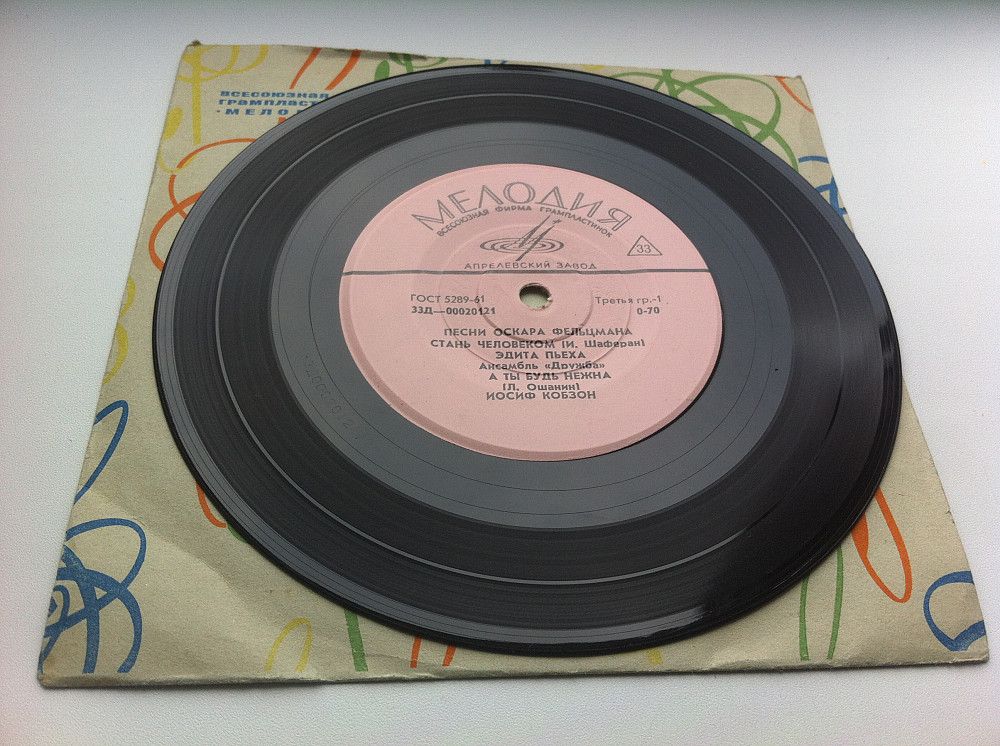 ВСЕСОЮЗНАЯ
ГРАМПЛАСТ
·МЕЛО
МЕЛОДИЯ
ВСЕСОЮЗНАЯ ФИРМА ГРАМПЛАСТИНОК
33
АПРЕЛЕВСКИЙ ЗАВОД
ГОСТ 5289-61 Третья гр.-1
33Д—00020121 0-70
ПЕСНИ ОСКАРА ФЕЛЬЦМАНА
СТАНЬ ЧЕЛОВЕКОМ (И. Шаферан)
ЭДИТА ПЬЕХА
Ансамбль «Дружба»
А ТЫ БУДЬ НЕЖНА
(Л. Ошанин)
ИОСИФ КОБЗОН